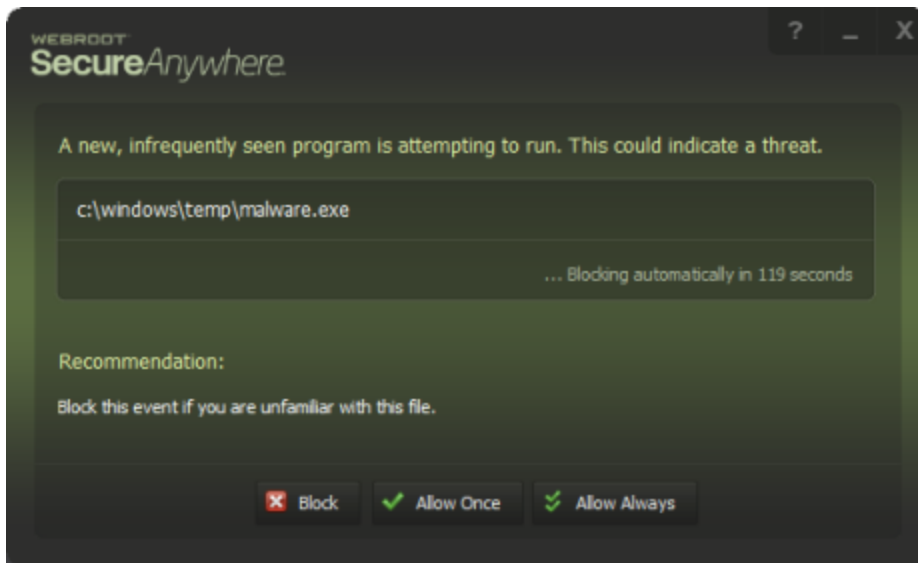 ? _ X
WEBROOT
SecureAnywhere
A new, infrequently seen program is attempting to run. This could indicate a threat.
c:\windows\temp\malware.exe
... Blocking automatically in 119 seconds
Recommendation:
Block this event if you are unfamiliar with this file.
Block Allow Once Allow Always